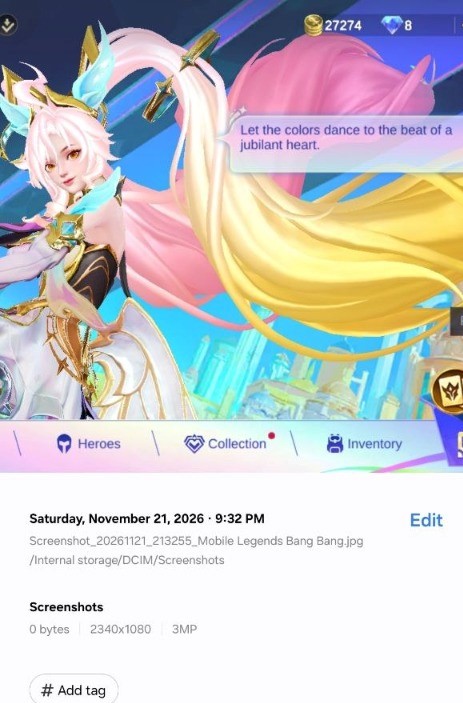 27274
8
Let the colors dance to the beat of a
jubilant heart.
Heroes
Collection
Inventory
Saturday, November 21, 2026 · 9:32 PM
Edit
Screenshot_20261121_213255_Mobile Legends Bang Bang.jpg
/Internal storage/DCIM/Screenshots
Screenshots
0 bytes
2340x1080
3MP
# Add tag